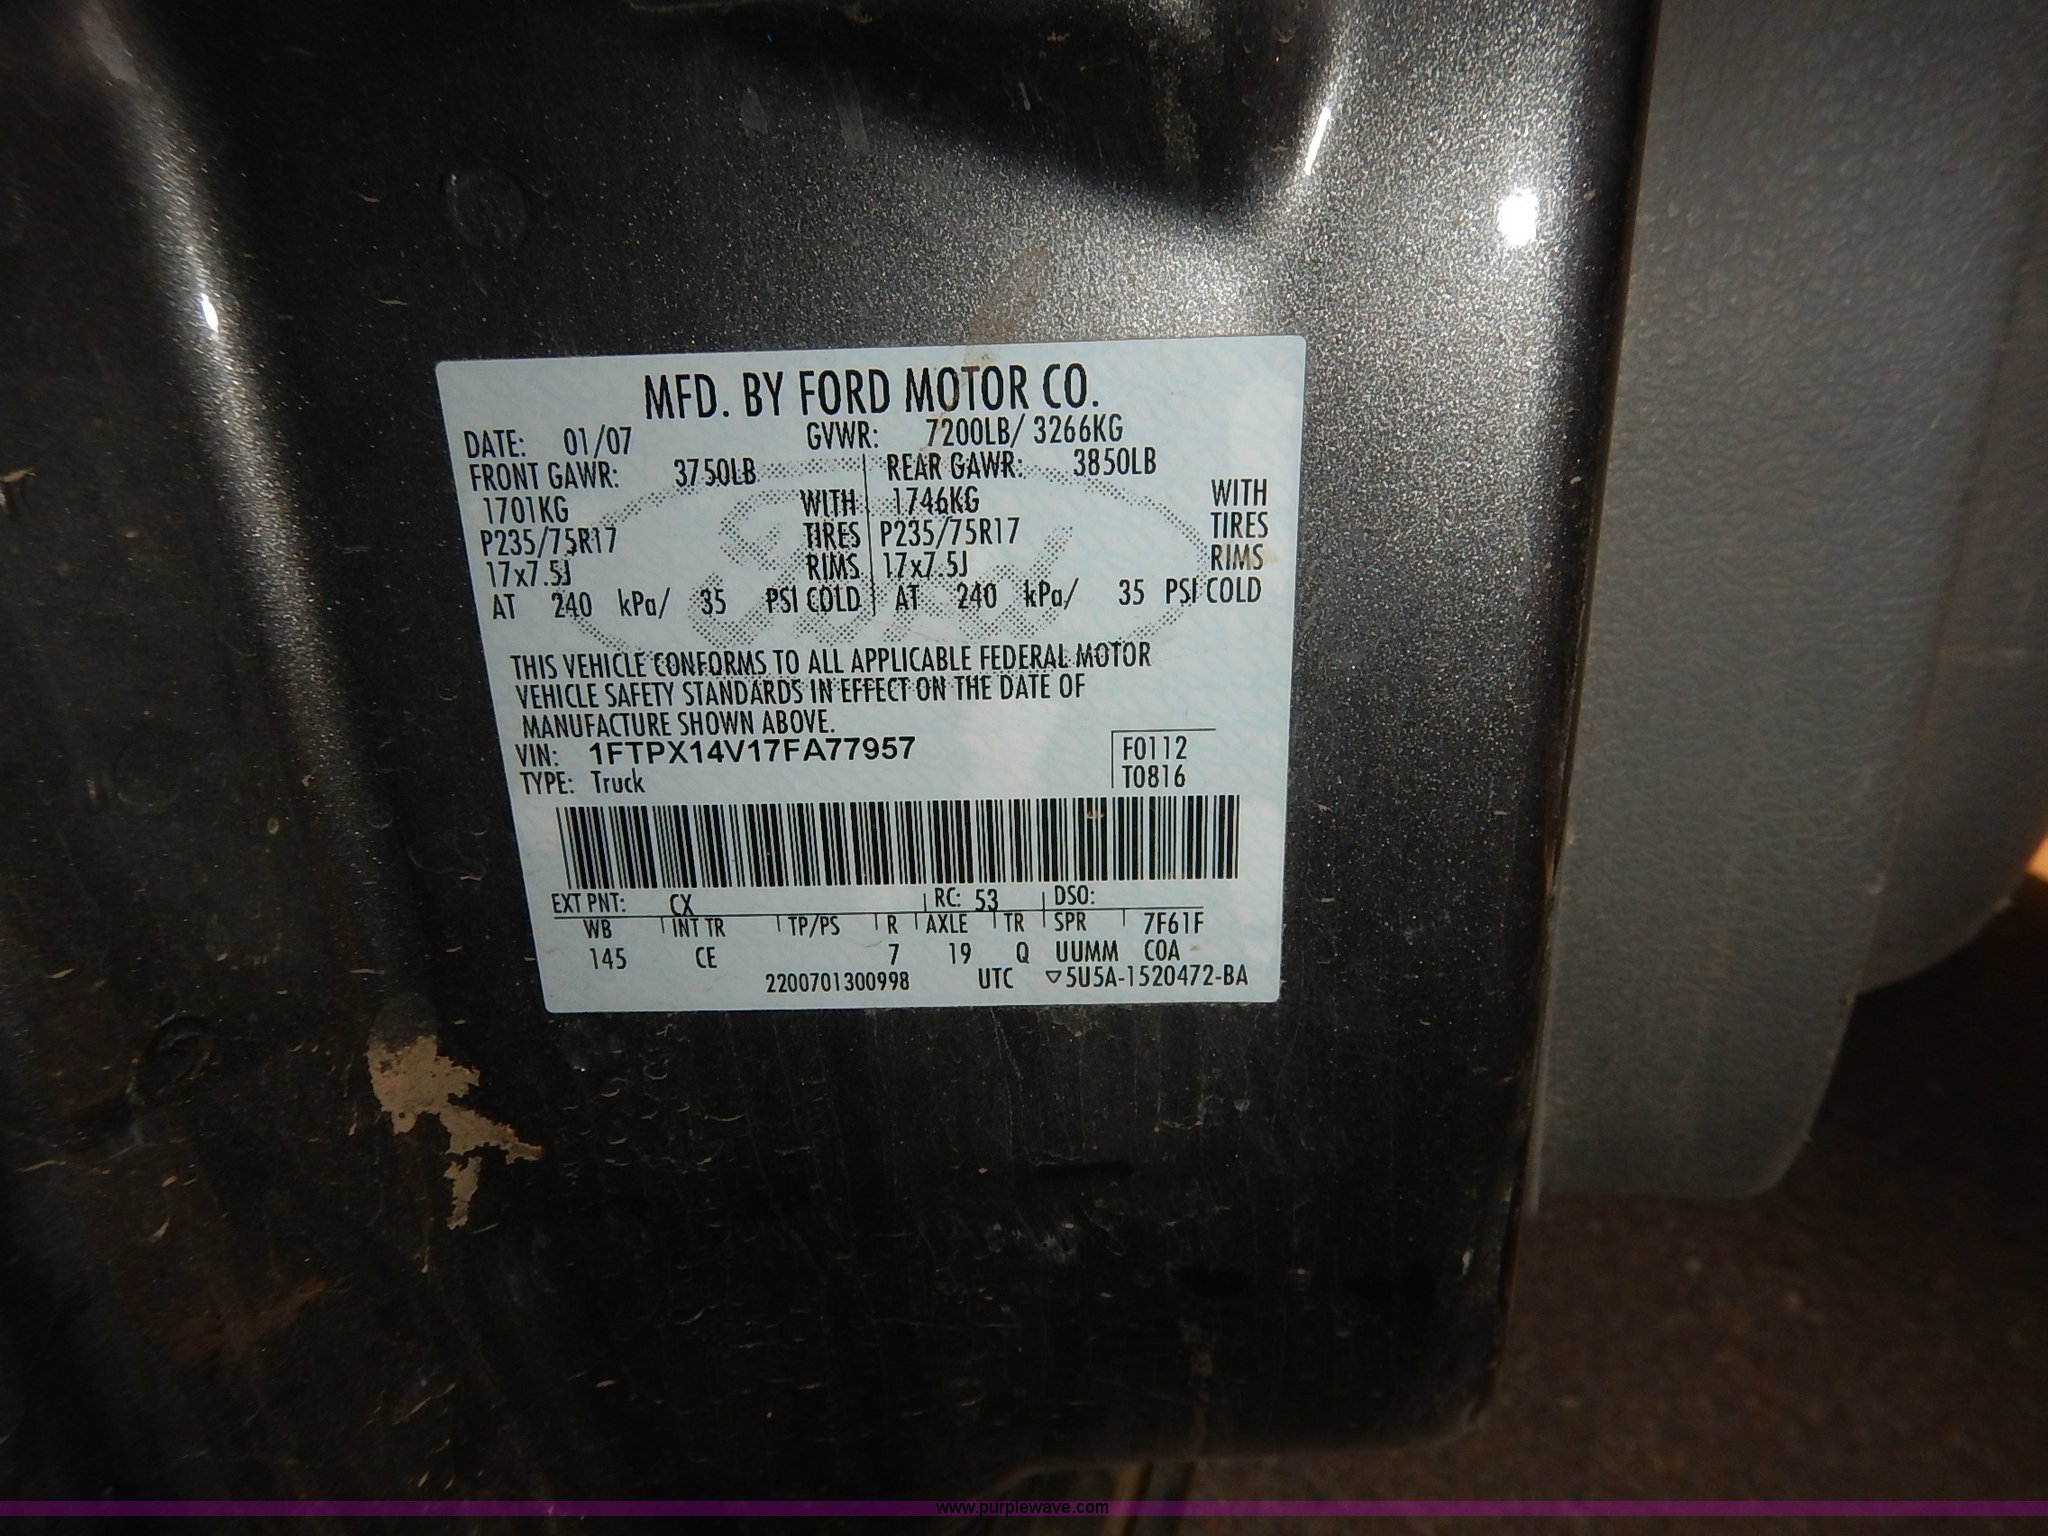 MFD. BY FORD MOTOR CO.
DATE: 01/07 GVWR: 7200LB/ 3266KG
FRONT GAWR: 3750LB REAR GAWR: 3850LB
1701KG WITH 1746KG WITH
P235/75R17 TIRES P235/75R17 TIRES
17x7.5J RIMS 17x7.5J RIMS
AT 240 kPa/ 35 PSI COLD AT 240 kPa/ 35 PSI COLD
THIS VEHICLE CONFORMS TO ALL APPLICABLE FEDERAL MOTOR
VEHICLE SAFETY STANDARDS IN EFFECT ON THE DATE OF
MANUFACTURE SHOWN ABOVE.
VIN: 1FTPX14V17FA77957 F0112
TYPE: Truck T0816
EXT PNT: CX RC: 53 DSO:
WB INT TR TP/PS R AXLE TR SPR 7F61F
145 CE 7 19 Q UUMM COA
2200701300998 UTC ▽5U5A-1520472-BA
www.purplewave.com